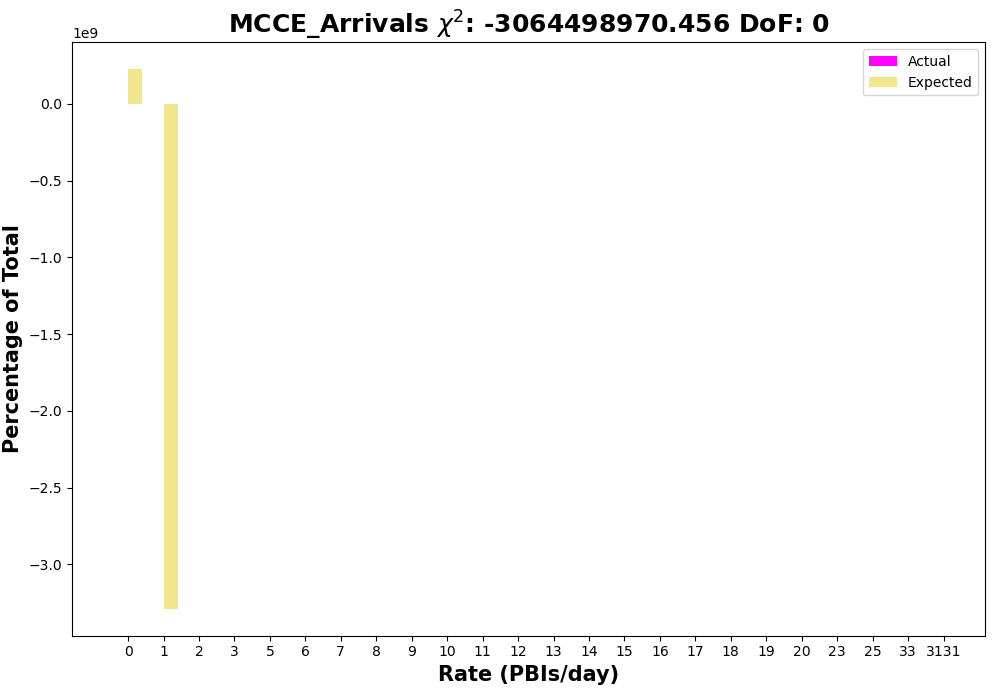 MCCE_Arrivals χ²: -3064498970.456 DoF: 0
1e9
Actual
Expected
0.0
−0.5
−1.0
−1.5
−2.0
−2.5
−3.0
Percentage of Total
0 1 2 3 5 6 7 8 9 10 11 12 13 14 15 16 17 18 19 20 23 25 33 3131
Rate (PBIs/day)